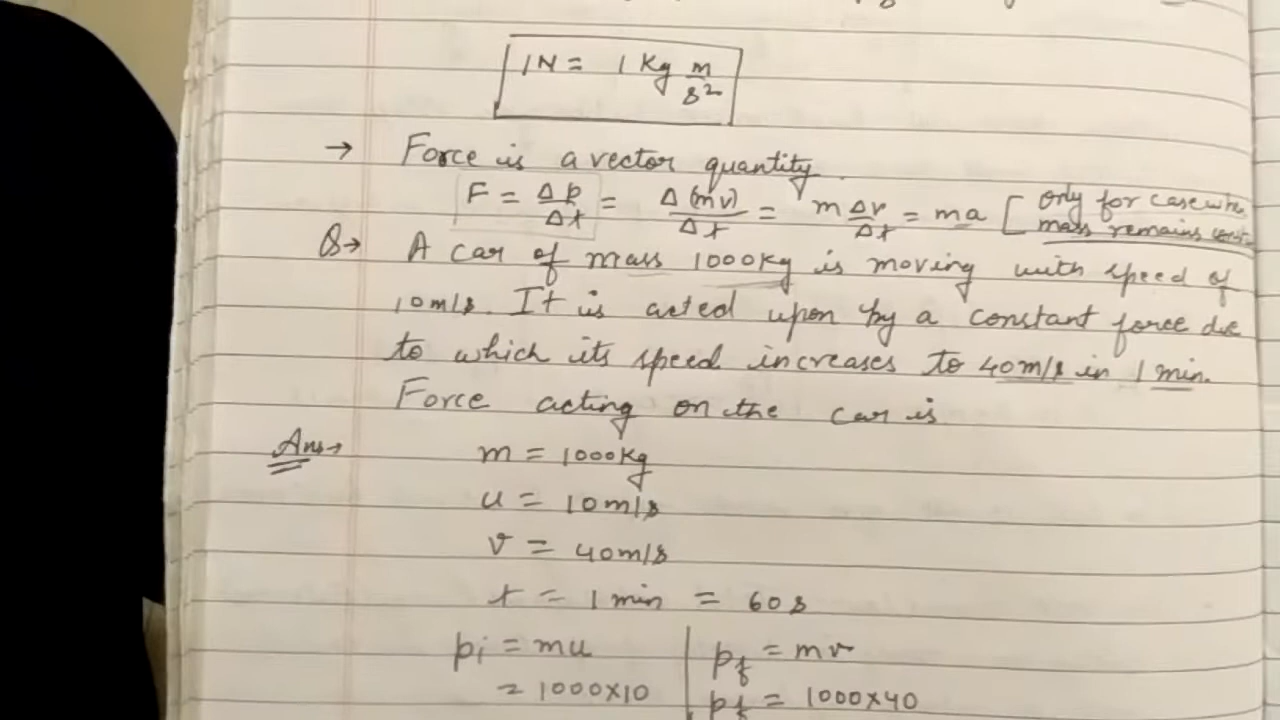 1N = 1 Kg m/s²
→ Force is a vector quantity.
F = Δp/Δt = Δ(mv)/Δt = m Δv/Δt = ma [only for case
mass remains
Q→ A car of mass 1000kg is moving with speed of
10m/s. It is acted upon by a constant force due
to which its speed increases to 40m/s in 1 min.
Force acting on the car is
Ans→
m = 1000kg
u = 10m/s
v = 40m/s
t = 1 min = 60s
pi = mu
= 1000×10
pf = mv
pf = 1000×40